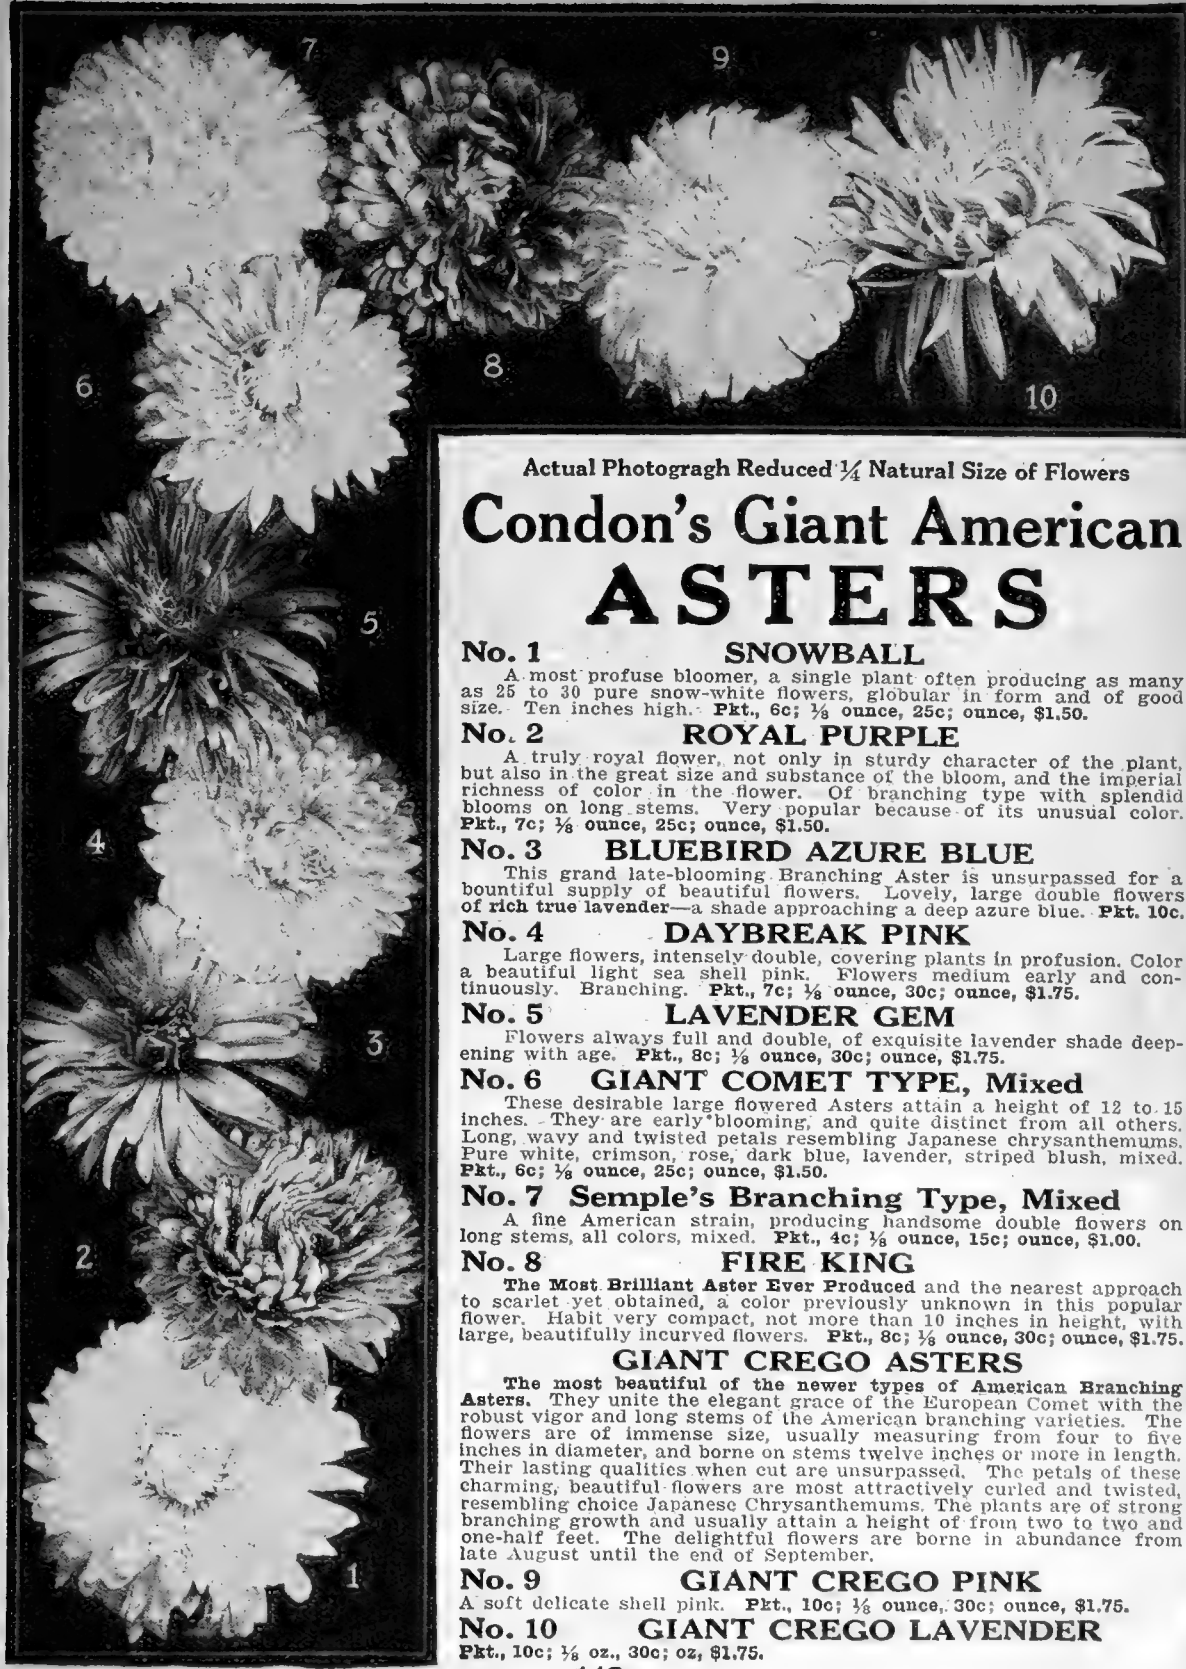 7
9
8
6
10
5
4
3
2
1
Actual Photogragh Reduced ¼ Natural Size of Flowers
Condon's Giant American
ASTERS
No. 1 SNOWBALL
A most profuse bloomer, a single plant often producing as many
as 25 to 30 pure snow-white flowers, globular in form and of good
size. Ten inches high. Pkt., 6c; ⅛ ounce, 25c; ounce, $1.50.
No. 2 ROYAL PURPLE
A truly royal flower, not only in sturdy character of the plant,
but also in the great size and substance of the bloom, and the imperial
richness of color in the flower. Of branching type with splendid
blooms on long stems. Very popular because of its unusual color.
Pkt., 7c; ⅛ ounce, 25c; ounce, $1.50.
No. 3 BLUEBIRD AZURE BLUE
This grand late-blooming Branching Aster is unsurpassed for a
bountiful supply of beautiful flowers. Lovely, large double flowers
of rich true lavender—a shade approaching a deep azure blue. Pkt. 10c.
No. 4 DAYBREAK PINK
Large flowers, intensely double, covering plants in profusion. Color
a beautiful light sea shell pink. Flowers medium early and con-
tinuously. Branching. Pkt., 7c; ⅛ ounce, 30c; ounce, $1.75.
No. 5 LAVENDER GEM
Flowers always full and double, of exquisite lavender shade deep-
ening with age. Pkt., 8c; ⅛ ounce, 30c; ounce, $1.75.
No. 6 GIANT COMET TYPE, Mixed
These desirable large flowered Asters attain a height of 12 to 15
inches. They are early blooming, and quite distinct from all others.
Long, wavy and twisted petals resembling Japanese chrysanthemums.
Pure white, crimson, rose, dark blue, lavender, striped blush, mixed.
Pkt., 6c; ⅛ ounce, 25c; ounce, $1.50.
No. 7 Semple's Branching Type, Mixed
A fine American strain, producing handsome double flowers on
long stems, all colors, mixed. Pkt., 4c; ⅛ ounce, 15c; ounce, $1.00.
No. 8 FIRE KING
The Most Brilliant Aster Ever Produced and the nearest approach
to scarlet yet obtained, a color previously unknown in this popular
flower. Habit very compact, not more than 10 inches in height, with
large, beautifully incurved flowers. Pkt., 8c; ⅛ ounce, 30c; ounce, $1.75.
GIANT CREGO ASTERS
The most beautiful of the newer types of American Branching
Asters. They unite the elegant grace of the European Comet with the
robust vigor and long stems of the American branching varieties. The
flowers are of immense size, usually measuring from four to five
inches in diameter, and borne on stems twelve inches or more in length.
Their lasting qualities when cut are unsurpassed. The petals of these
charming, beautiful flowers are most attractively curled and twisted,
resembling choice Japanese Chrysanthemums. The plants are of strong
branching growth and usually attain a height of from two to two and
one-half feet. The delightful flowers are borne in abundance from
late August until the end of September.
No. 9 GIANT CREGO PINK
A soft delicate shell pink. Pkt., 10c; ⅛ ounce, 30c; ounce, $1.75.
No. 10 GIANT CREGO LAVENDER
Pkt., 10c; ⅛ oz., 30c; oz, $1.75.